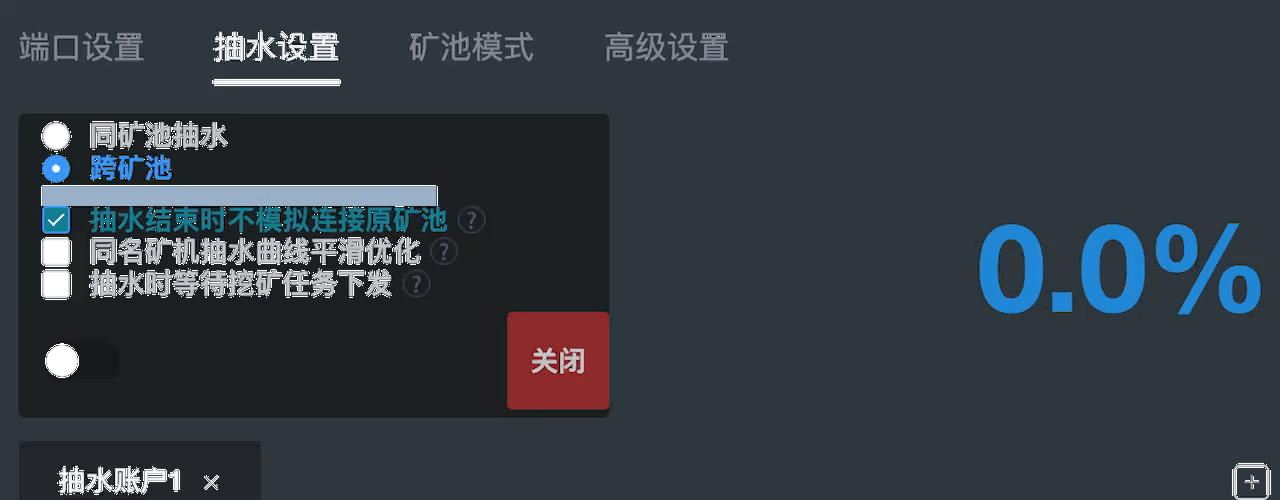 端口设置 抽水设置 矿池模式 高级设置
同矿池抽水
跨矿池
抽水结束时不模拟连接原矿池 ?
同名矿机抽水曲线平滑优化 ?
抽水时等待挖矿任务下发 ?
0.0%
关闭
抽水账户1 ×